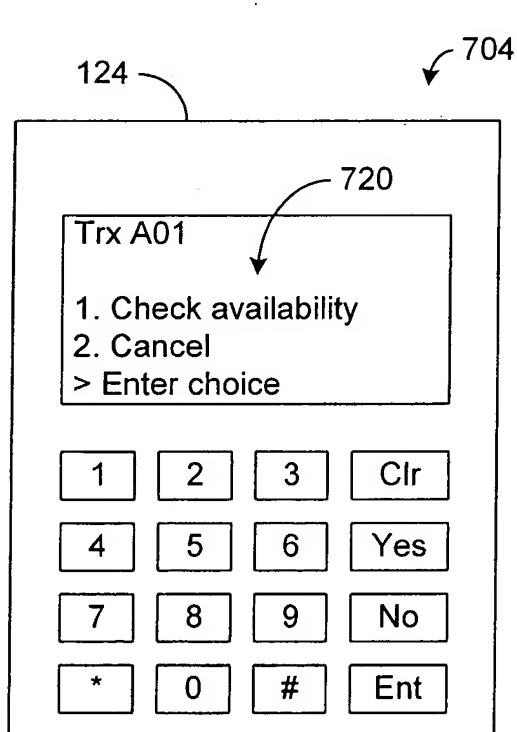 704
124
720
Trx A01
1. Check availability
2. Cancel
> Enter choice
1 2 3 Clr
4 5 6 Yes
7 8 9 No
* 0 # Ent